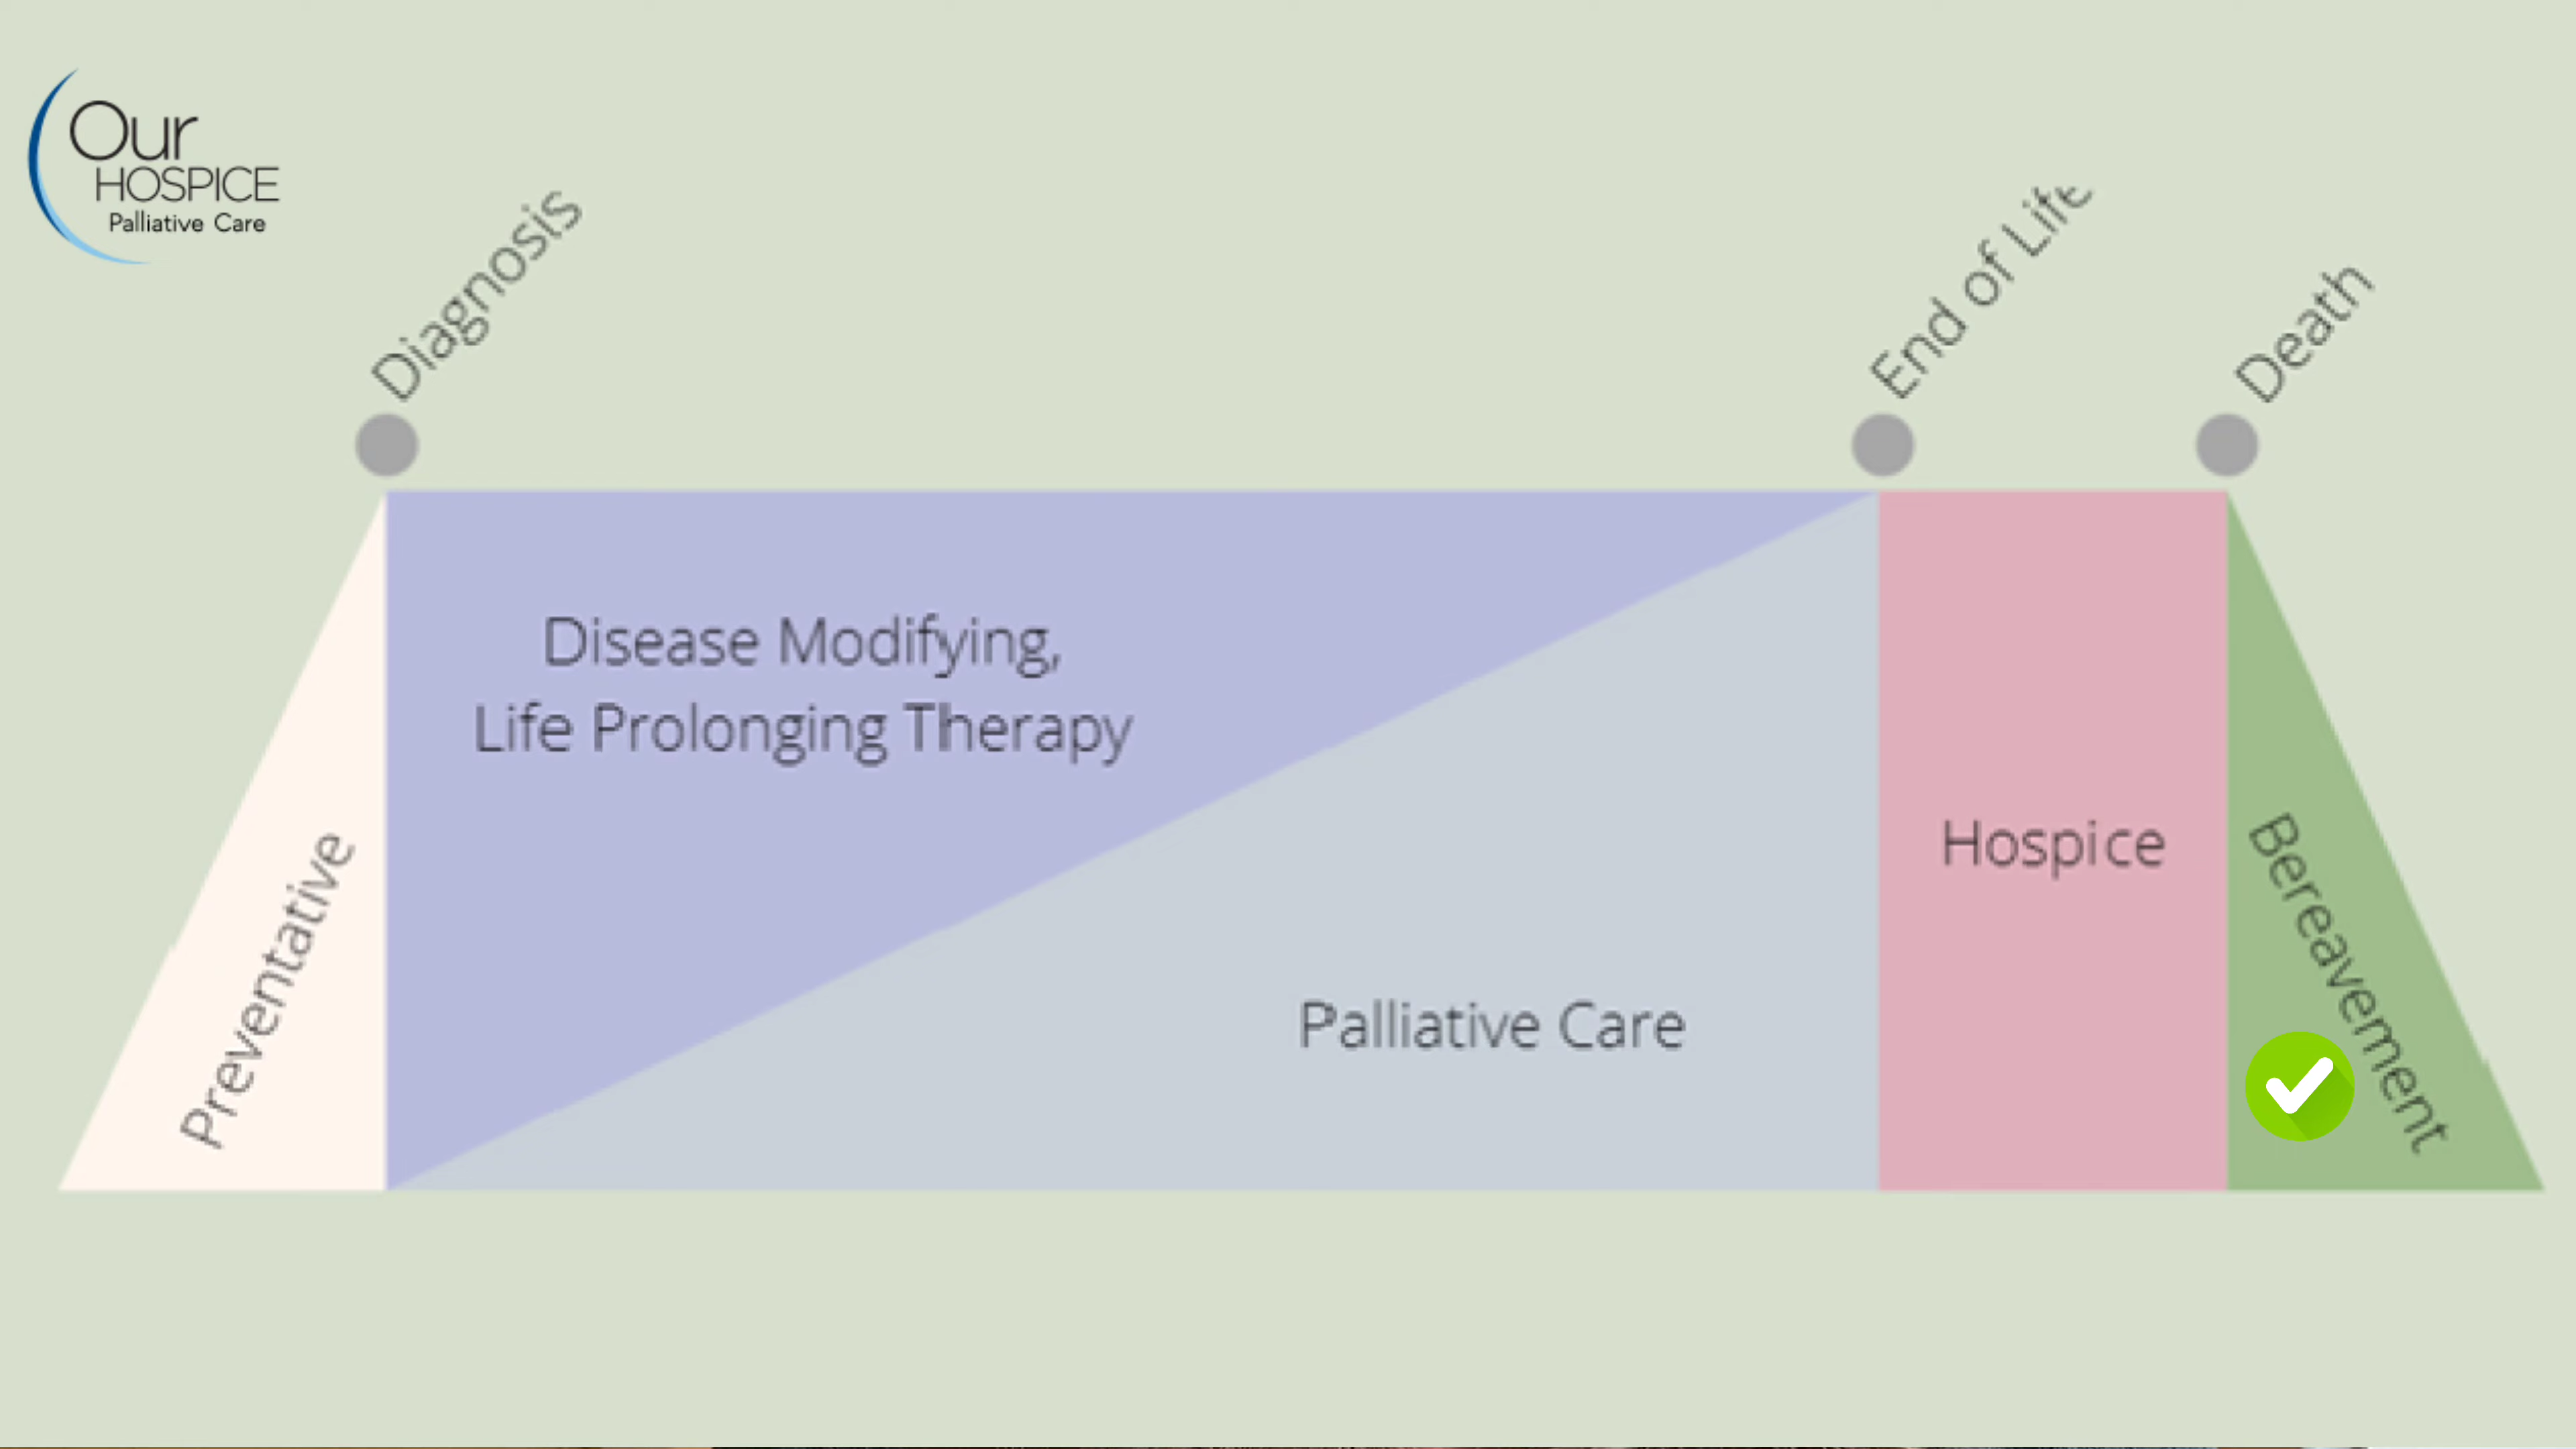 Our
HOSPICE
Palliative Care
Diagnosis
End of Life
Death
Disease Modifying,
Life Prolonging Therapy
Preventative
Palliative Care
Hospice
Bereavement